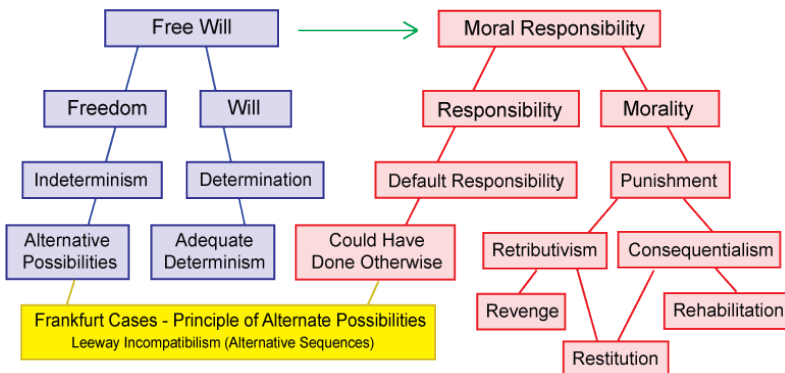 Free Will
Moral Responsibility
Freedom
Will
Responsibility
Morality
Indeterminism
Determination
Default Responsibility
Punishment
Alternative
Possibilities
Adequate
Determinism
Could Have
Done Otherwise
Retributivism
Consequentialism
Revenge
Rehabilitation
Frankfurt Cases - Principle of Alternate Possibilities
Leeway Incompatibilism (Alternative Sequences)
Restitution